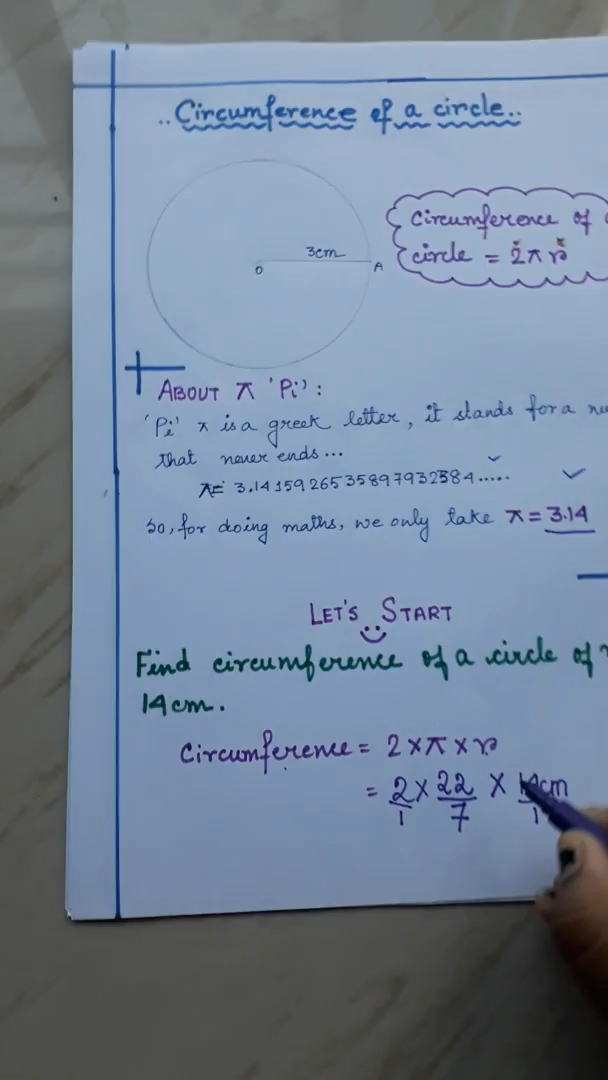 ..Circumference of a circle..
Circumference of
circle = 2πr
3cm
O
A
ABOUT π 'Pi' :
'Pi' π is a greek letter, it stands for a
that never ends...
π= 3.1415926535897932384.....
so, for doing maths, we only take π = 3.14
LET'S START
Find circumference of a circle of
14cm.
Circumference = 2×π×r
= 2/1 × 22/7 × 14cm/1